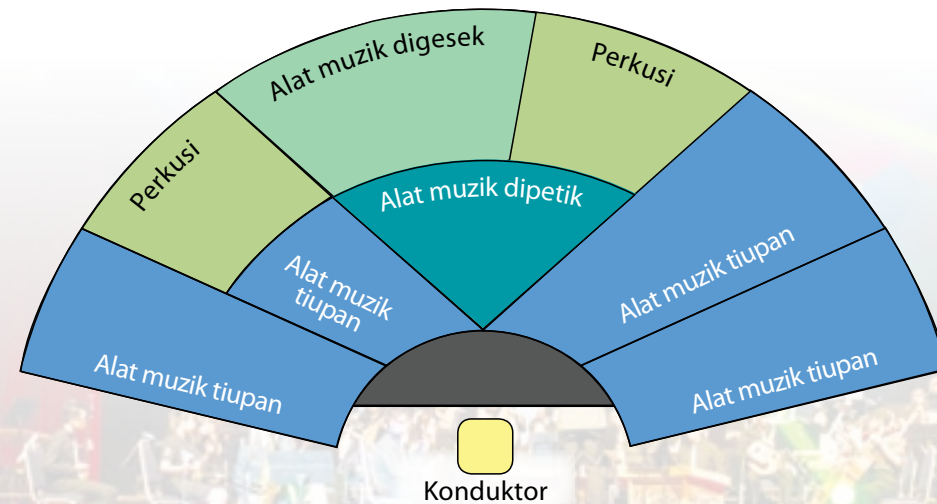 Alat muzik digesek
Perkusi
Perkusi
Alat muzik dipetik
Alat muzik
tiupan
Alat muzik tiupan
Alat muzik tiupan
Alat muzik tiupan
Konduktor